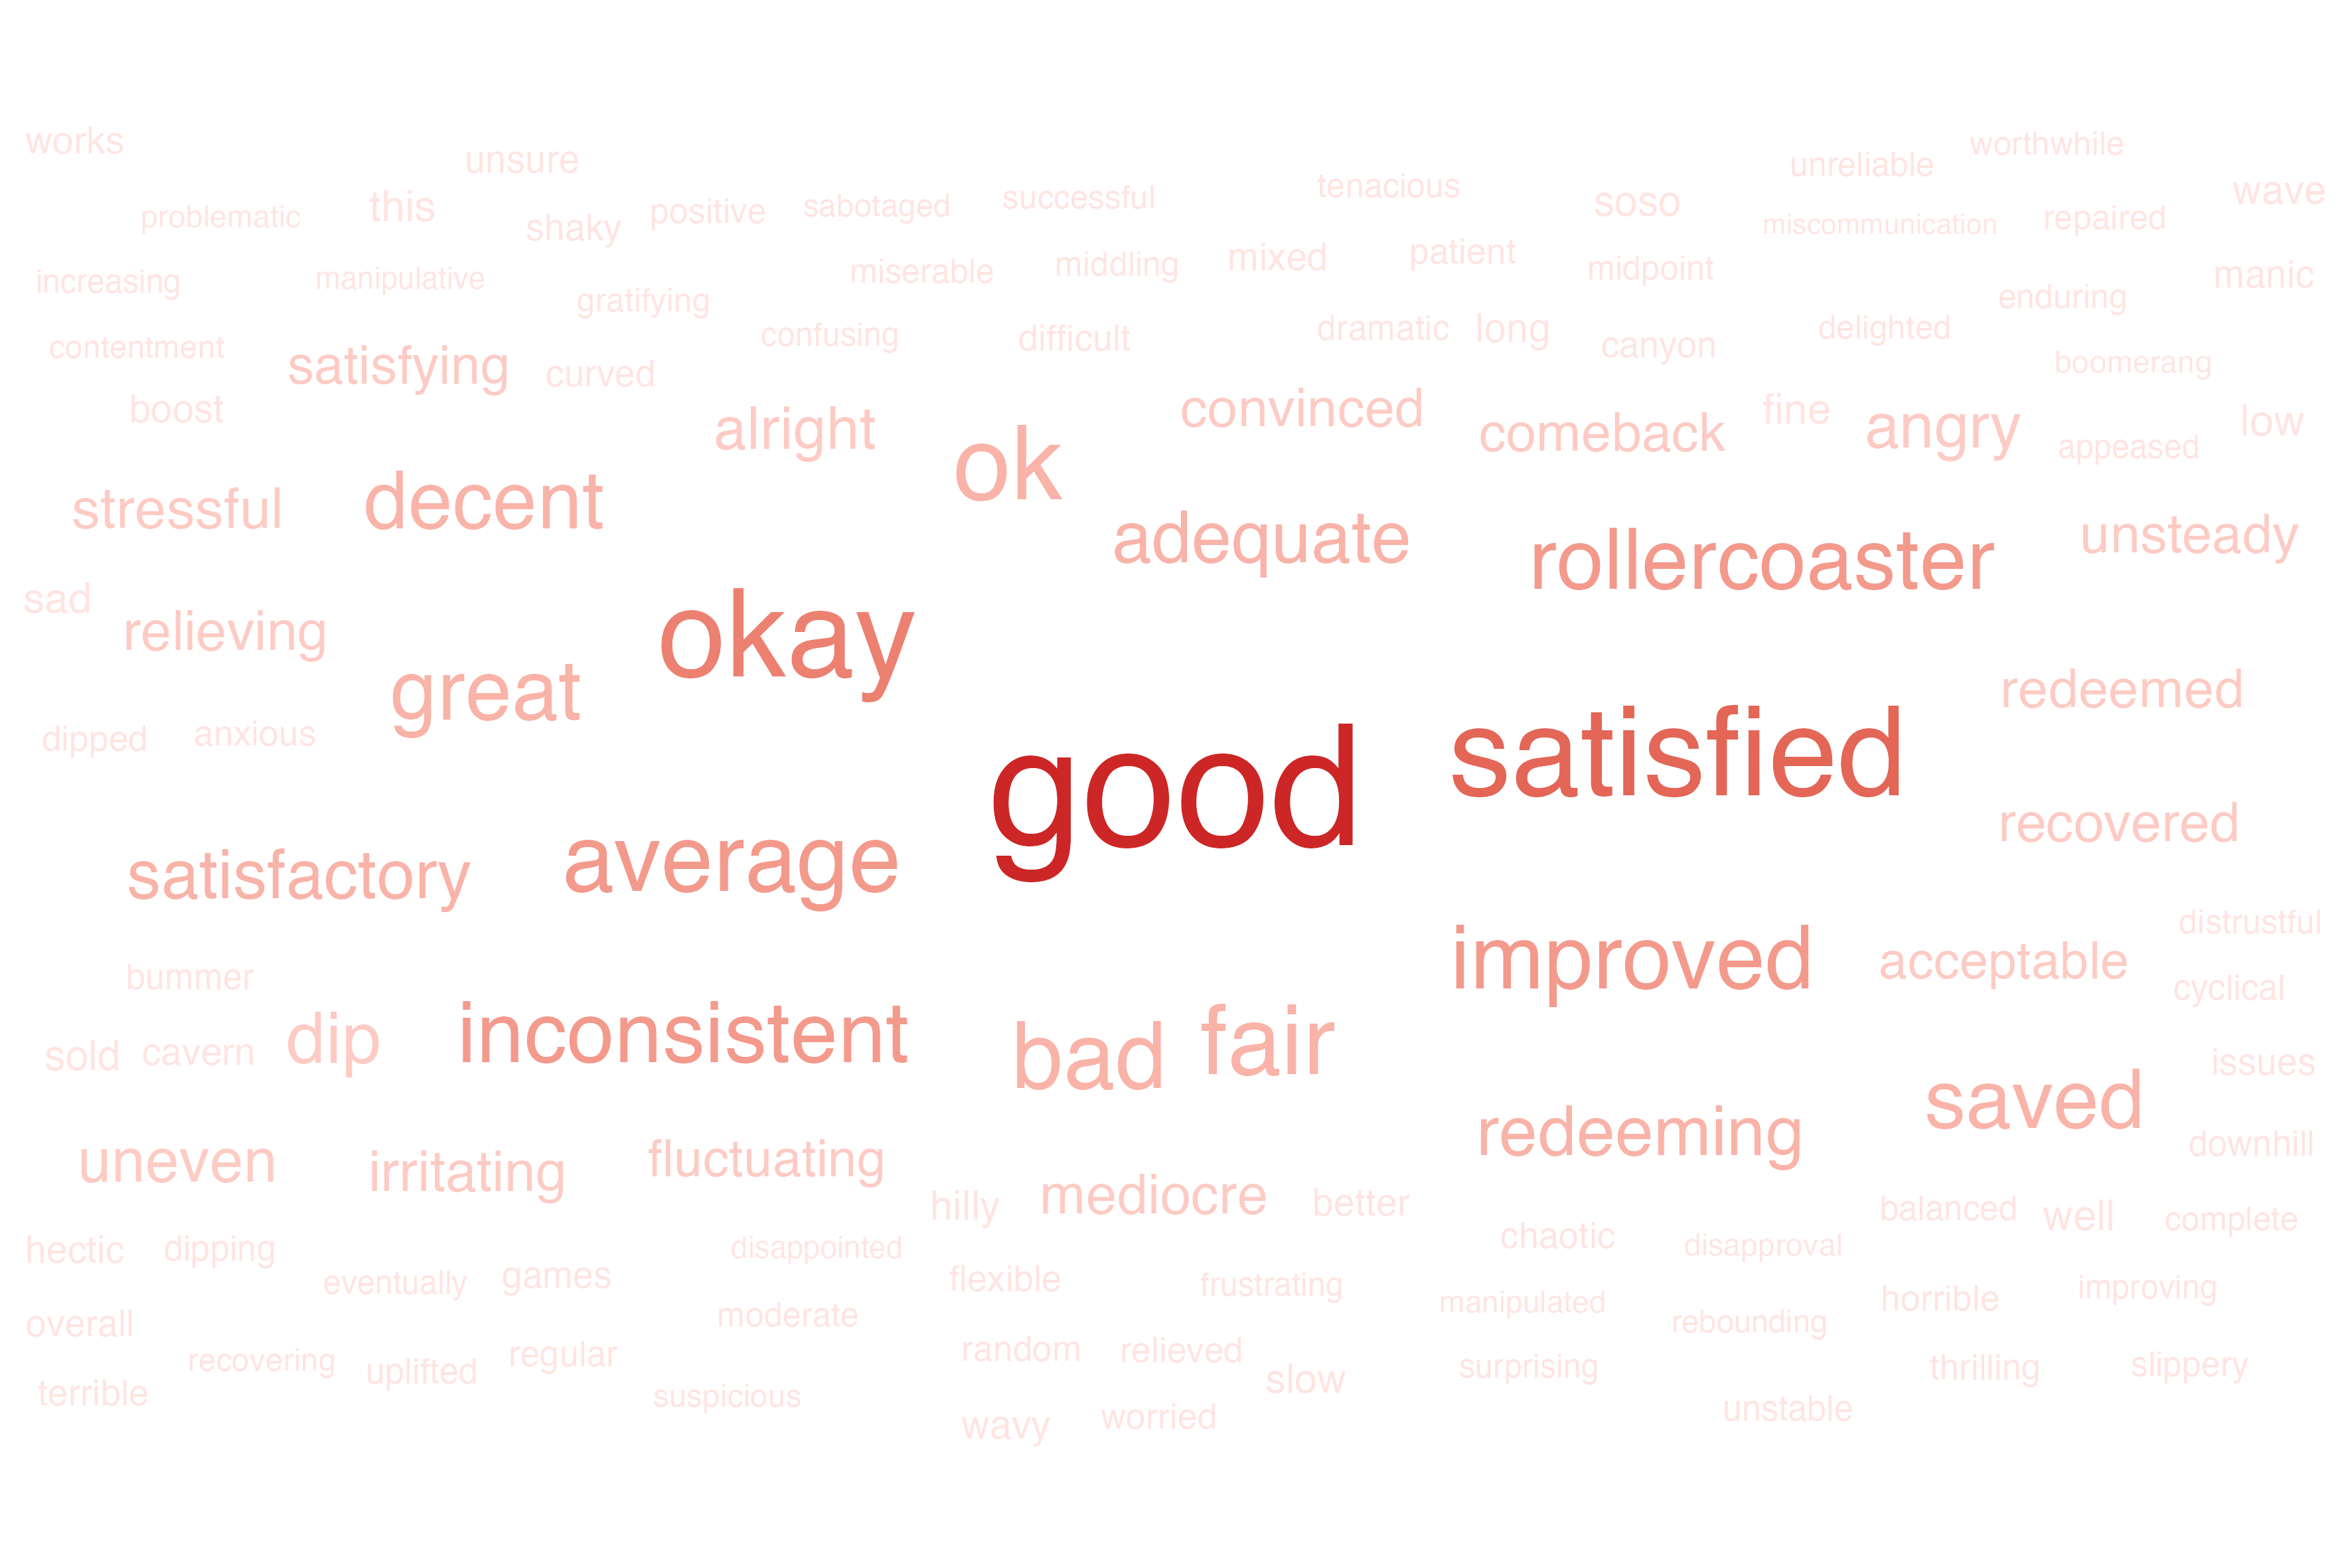 works
unsure
unreliable
worthwhile
problematic
this
shaky
positive
sabotaged
successful
tenacious
soso
miscommunication
repaired
wave
increasing
manipulative
gratifying
miserable
middling
mixed
patient
midpoint
enduring
manic
contentment
satisfying
curved
confusing
difficult
dramatic
long
canyon
delighted
boomerang
boost
alright
ok
convinced
comeback
fine
angry
appeased
low
stressful
decent
adequate
rollercoaster
unsteady
sad
relieving
great
okay
redeemed
dipped
anxious
good
satisfied
recovered
satisfactory
average
improved
acceptable
distrustful
cyclical
bummer
dip
inconsistent
bad
fair
sold
cavern
issues
saved
redeeming
downhill
uneven
irritating
fluctuating
hilly
mediocre
better
chaotic
disapproval
balanced
well
complete
hectic
dipping
eventually
games
disappointed
flexible
frustrating
manipulated
rebounding
horrible
improving
overall
moderate
recovering
uplifted
regular
random
relieved
slow
surprising
thrilling
slippery
terrible
suspicious
wavy
worried
unstable